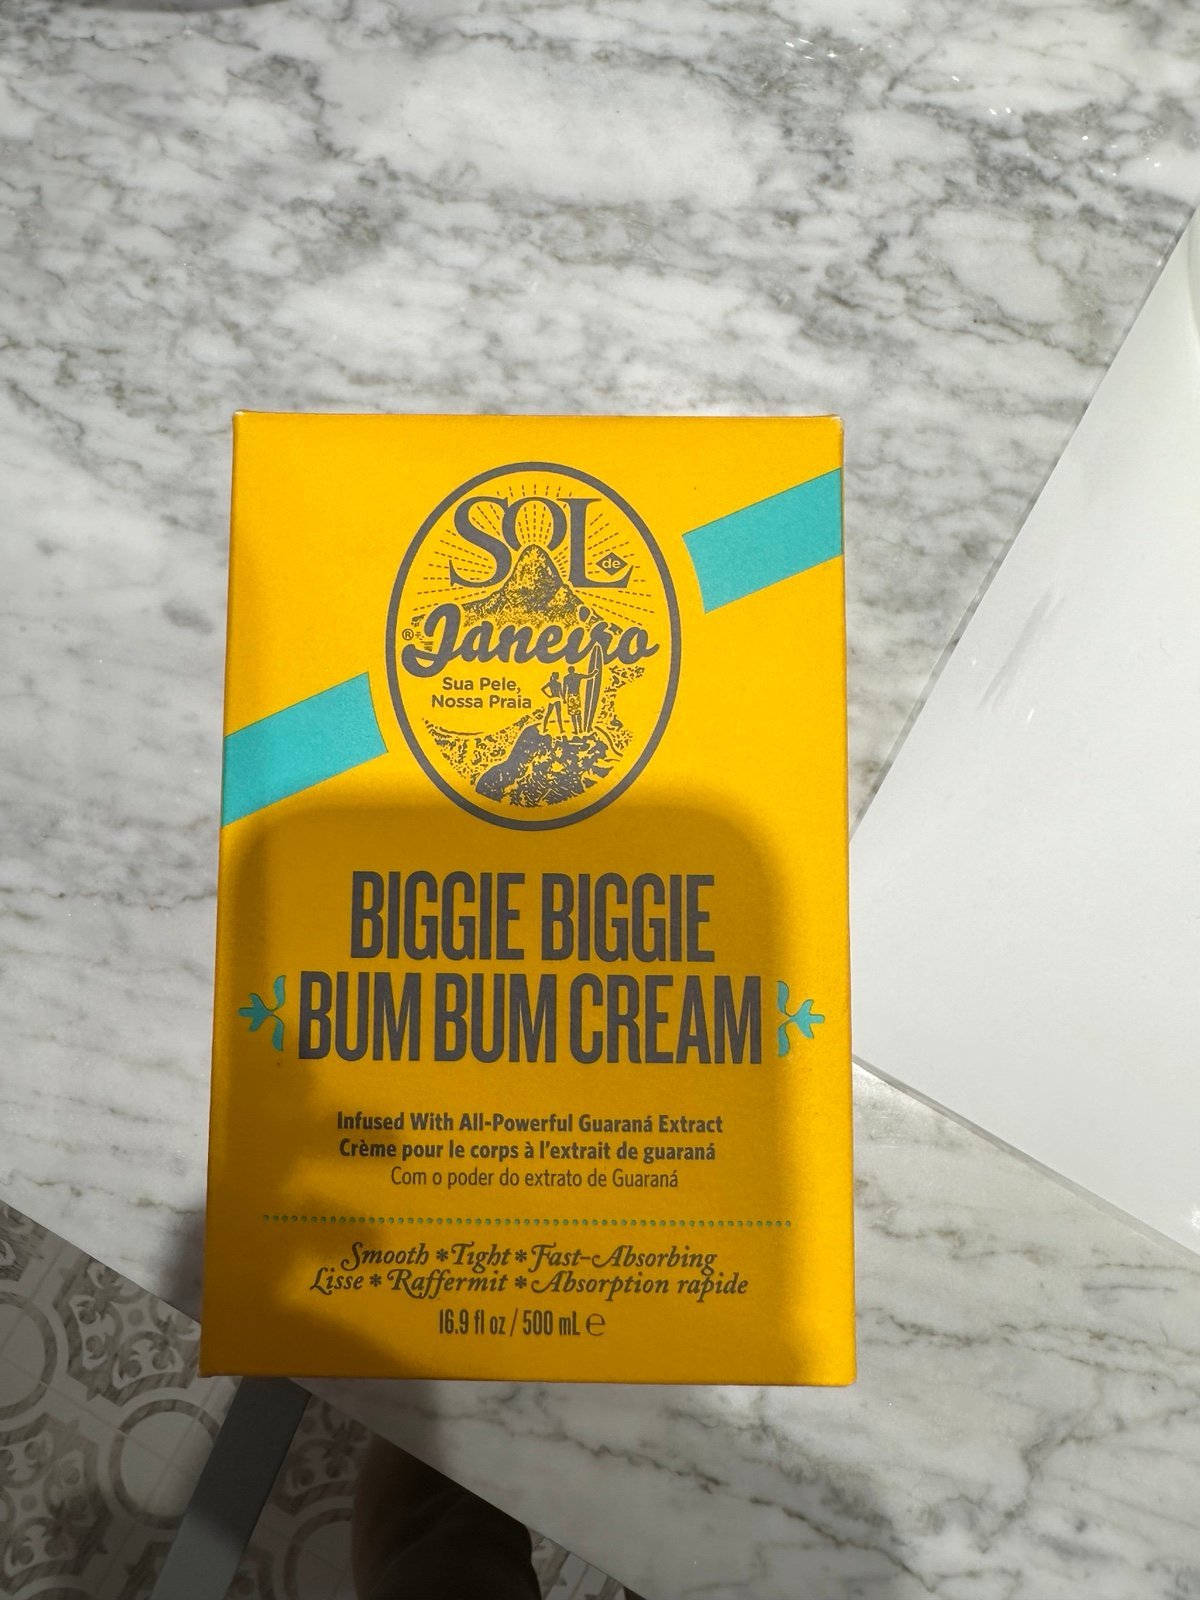 SOL
de
® Janeiro
Sua Pele,
Nossa Praia
BIGGIE BIGGIE
BUM BUM CREAM
Infused With All-Powerful Guaraná Extract
Crème pour le corps à l'extrait de guaraná
Com o poder do extrato de Guaraná
Smooth * Tight * Fast-Absorbing
Lisse * Raffermit * Absorption rapide
16.9 fl oz / 500 mL ℮